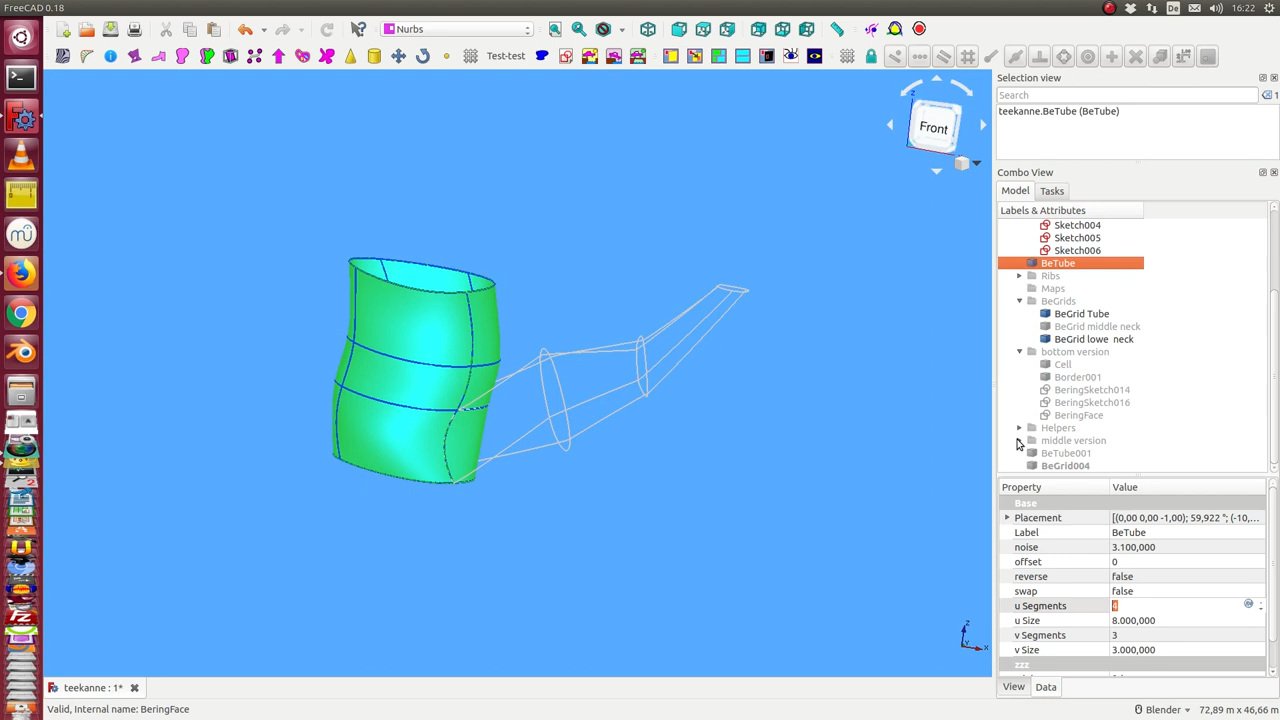 FreeCAD 0.18
De
16:22
Nurbs
Test-test
Selection view
Search
1
teekanne.BeTube (BeTube)
Front
Z
X
Combo View
Model
Tasks
Labels & Attributes
Sketch004
Sketch005
Sketch006
BeTube
Ribs
Maps
BeGrids
BeGrid Tube
BeGrid middle neck
BeGrid lowe neck
bottom version
Cell
Border001
BeringSketch014
BeringSketch016
BeringFace
Helpers
middle version
BeTube001
BeGrid004
Property
Value
Base
Placement
[(0,00 0,00 -1,00); 59,922 °; (-10,...
Label
BeTube
noise
3.100,000
offset
0
reverse
false
swap
false
u Segments
4
u Size
8.000,000
v Segments
3
v Size
3.000,000
zzz
View
Data
teekanne : 1*
Valid, Internal name: BeringFace
Blender
72,89 m x 46,66 m